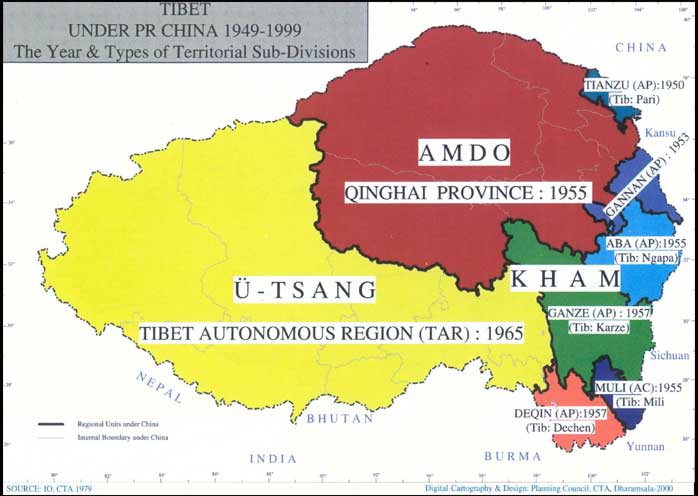 TIBET
UNDER PR CHINA 1949-1999
The Year & Types of Territorial Sub-Divisions
CHINA
TIANZU (AP):1950
(Tib: Pari)
Kansu
AMDO
GANNAN (AP) : 1953
QINGHAI PROVINCE : 1955
ABA (AP):1955
(Tib: Ngapa)
KHAM
Ü-TSANG
GANZE (AP) : 1957
(Tib: Karze)
TIBET AUTONOMOUS REGION (TAR) : 1965
Sichuan
NEPAL
MULI (AC):1955
(Tib: Mili
DEQIN (AP):1957
(Tib: Dechen)
BHUTAN
Regional Units under China
Internal Boundary under China
Yunnan
INDIA
BURMA
SOURCE: IO, CTA 1979
Digital-Cartography & Design: Planning Council, CTA, Dharamsala-2000